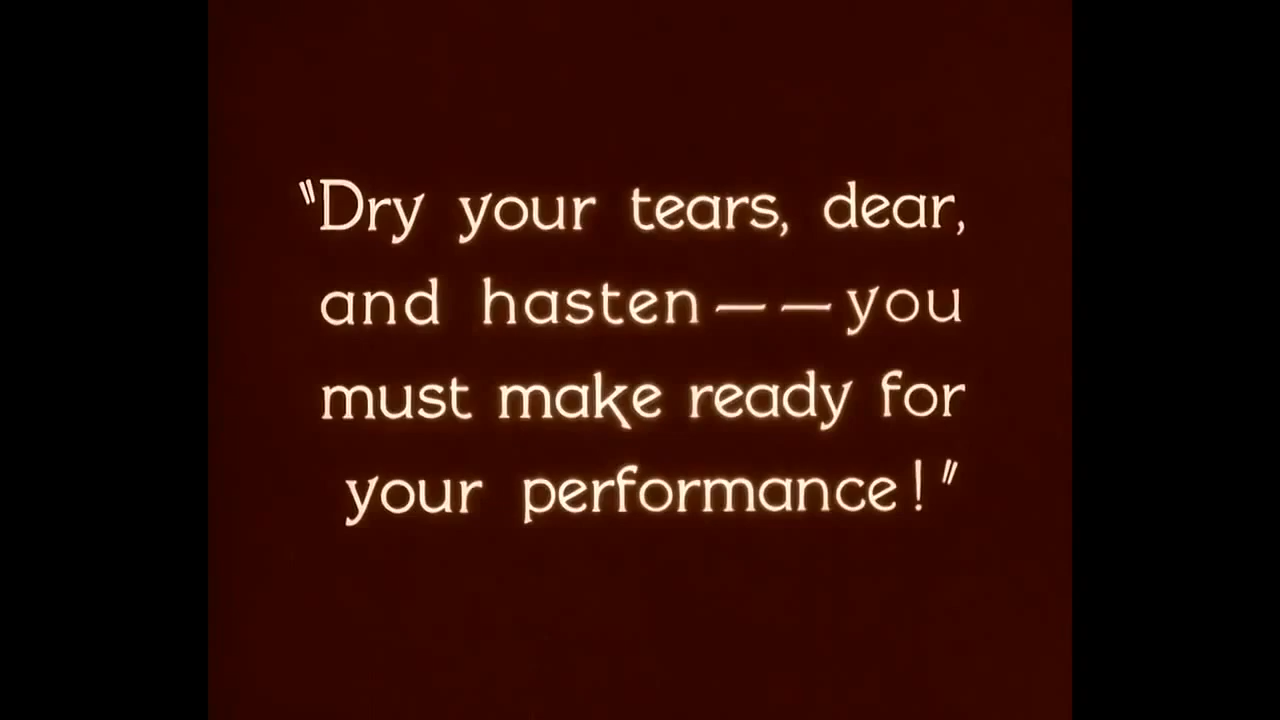 "Dry your tears, dear,
and hasten——you
must make ready for
your performance!"